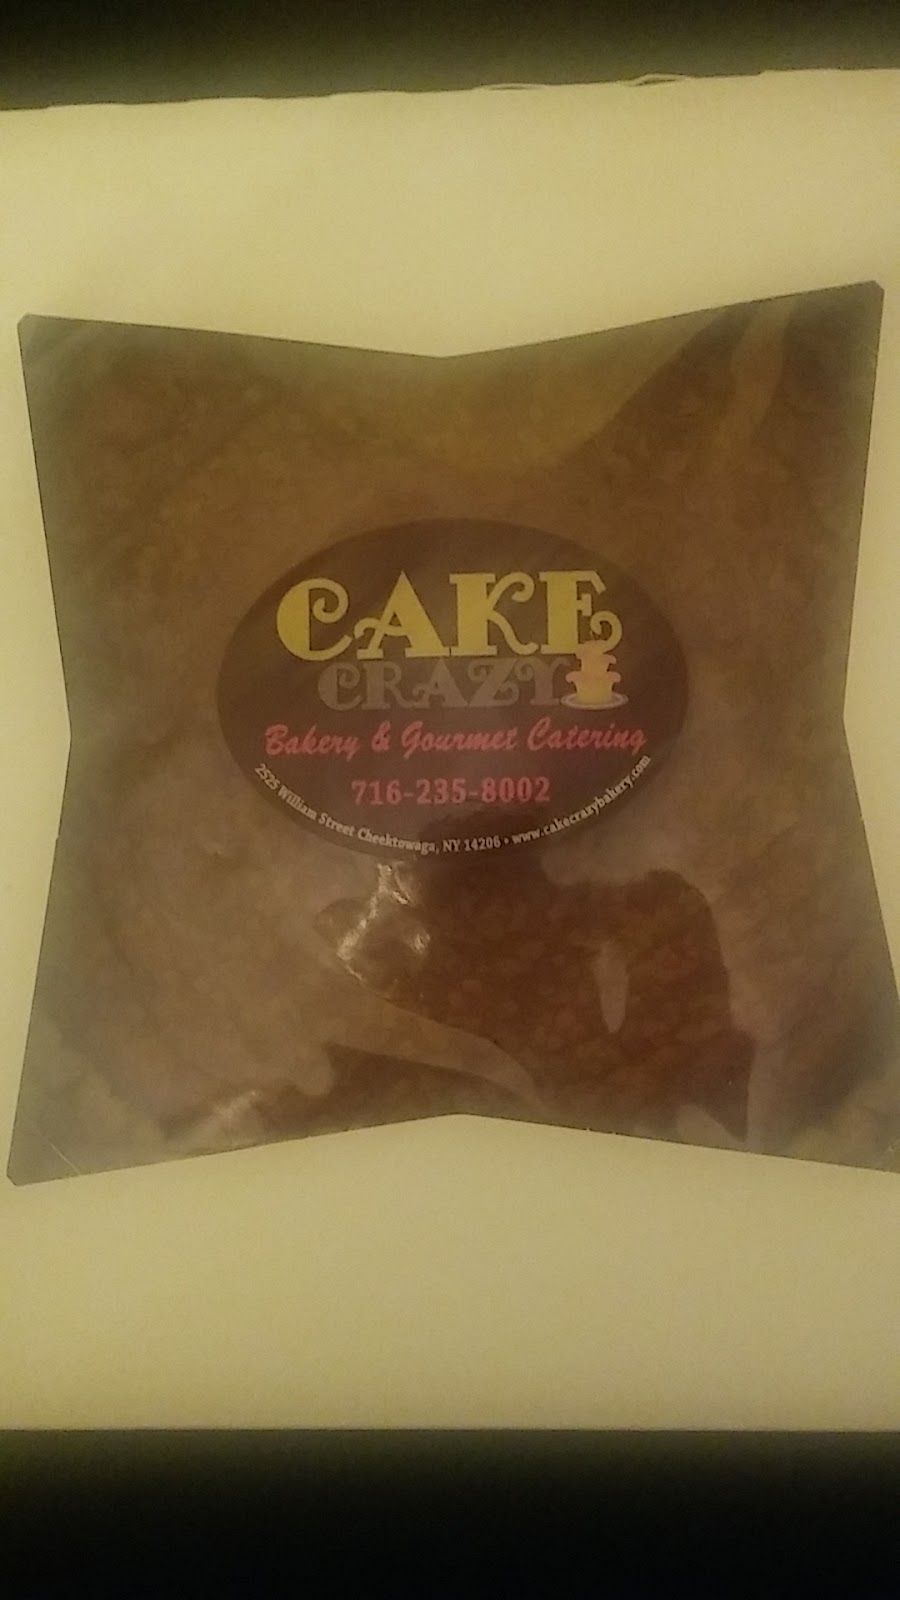 CAKE
CRAZY
Bakery & Gourmet Catering
716-235-8002
2525 William Street Cheektowaga, NY 14206 • www.cakecrazybakery.com